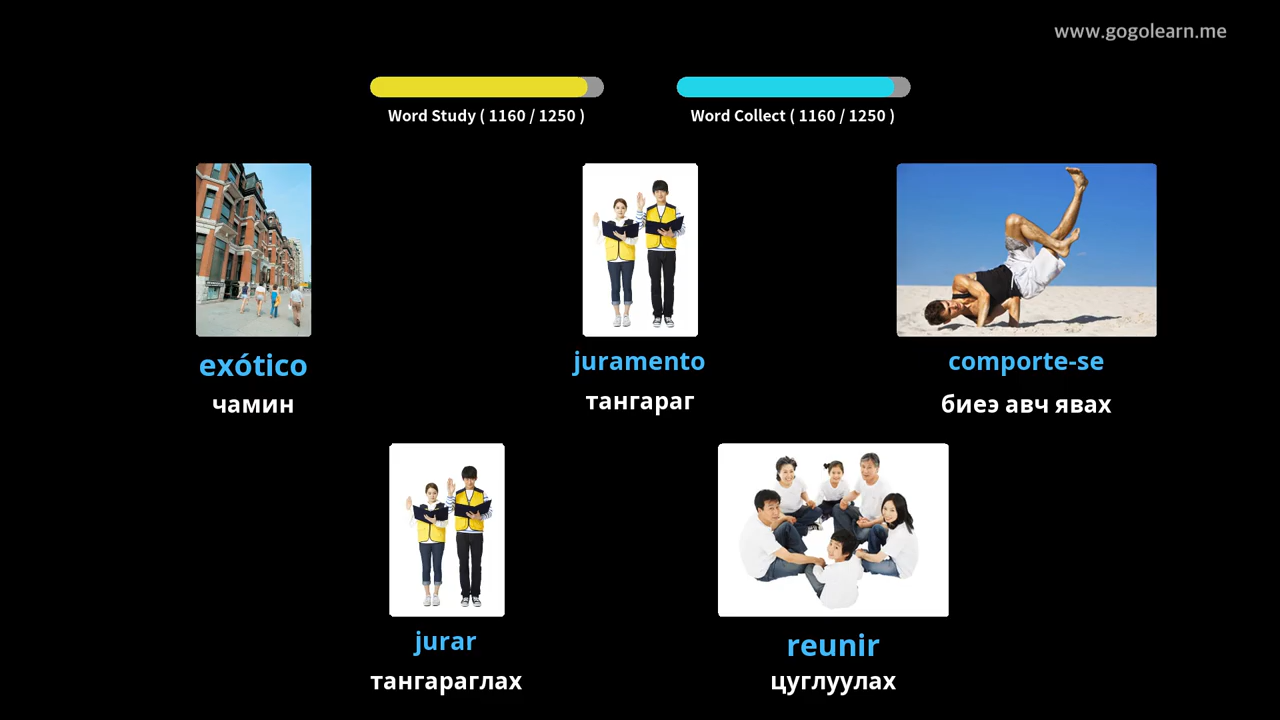 www.gogolearn.me
Word Study ( 1160 / 1250 )
Word Collect ( 1160 / 1250 )
exótico
чамин
juramento
тангараг
comporte-se
биеэ авч явах
jurar
тангараглах
reunir
цуглуулах